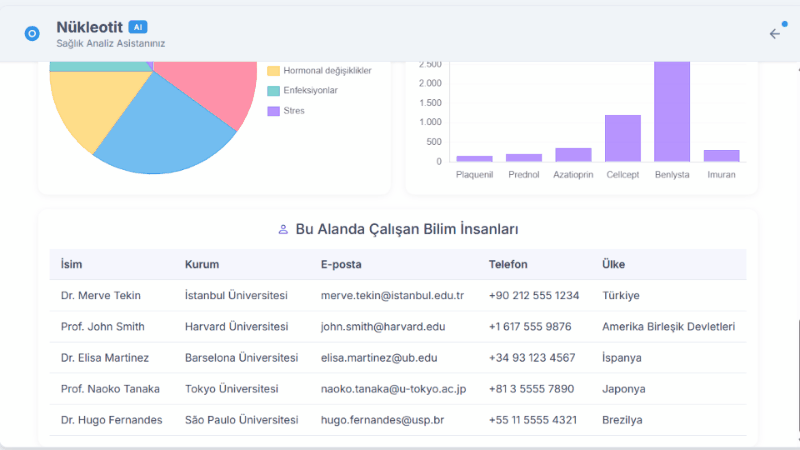 Nükleotit AI
Sağlık Analiz Asistanınız
Hormonal değişiklikler
Enfeksiyonlar
Stres
2.500
2.000
1.500
1.000
500
0
Plaquenil Prednol Azatioprin Cellcept Benlysta Imuran
Bu Alanda Çalışan Bilim İnsanları
İsim Kurum E-posta Telefon Ülke
Dr. Merve Tekin İstanbul Üniversitesi merve.tekin@istanbul.edu.tr +90 212 555 1234 Türkiye
Prof. John Smith Harvard Üniversitesi john.smith@harvard.edu +1 617 555 9876 Amerika Birleşik Devletleri
Dr. Elisa Martinez Barselona Üniversitesi elisa.martinez@ub.edu +34 93 123 4567 İspanya
Prof. Naoko Tanaka Tokyo Üniversitesi naoko.tanaka@u-tokyo.ac.jp +81 3 5555 7890 Japonya
Dr. Hugo Fernandes São Paulo Üniversitesi hugo.fernandes@usp.br +55 11 5555 4321 Brezilya